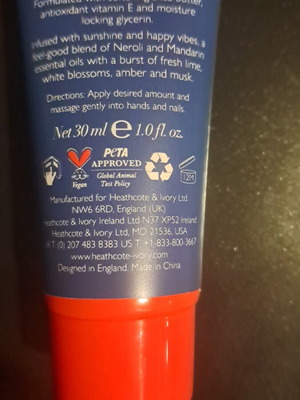 Formulated with
antioxidant vitamin E and moisture
locking glycerin.
Infused with sunshine and happy vibes, a
feel-good blend of Neroli and Mandarin
essential oils with a burst of fresh lime,
white blossoms, amber and musk.
Directions: Apply desired amount and
massage gently into hands and nails.
Net 30 ml ℮ 1.0 fl. oz.
PeTA
APPROVED
Global Animal
Test Policy
Vegan
12M
Manufactured for Heathcote & Ivory Ltd
NW6 6RD, England (UK)
Heathcote & Ivory Ireland Ltd N37 XP52 Ireland
Heathcote & Ivory Ltd, MD 21536, USA
UK T (0) 207 483 8383 US T +1-833-800-3667
www.heathcote-ivory.com
Designed in England. Made in China